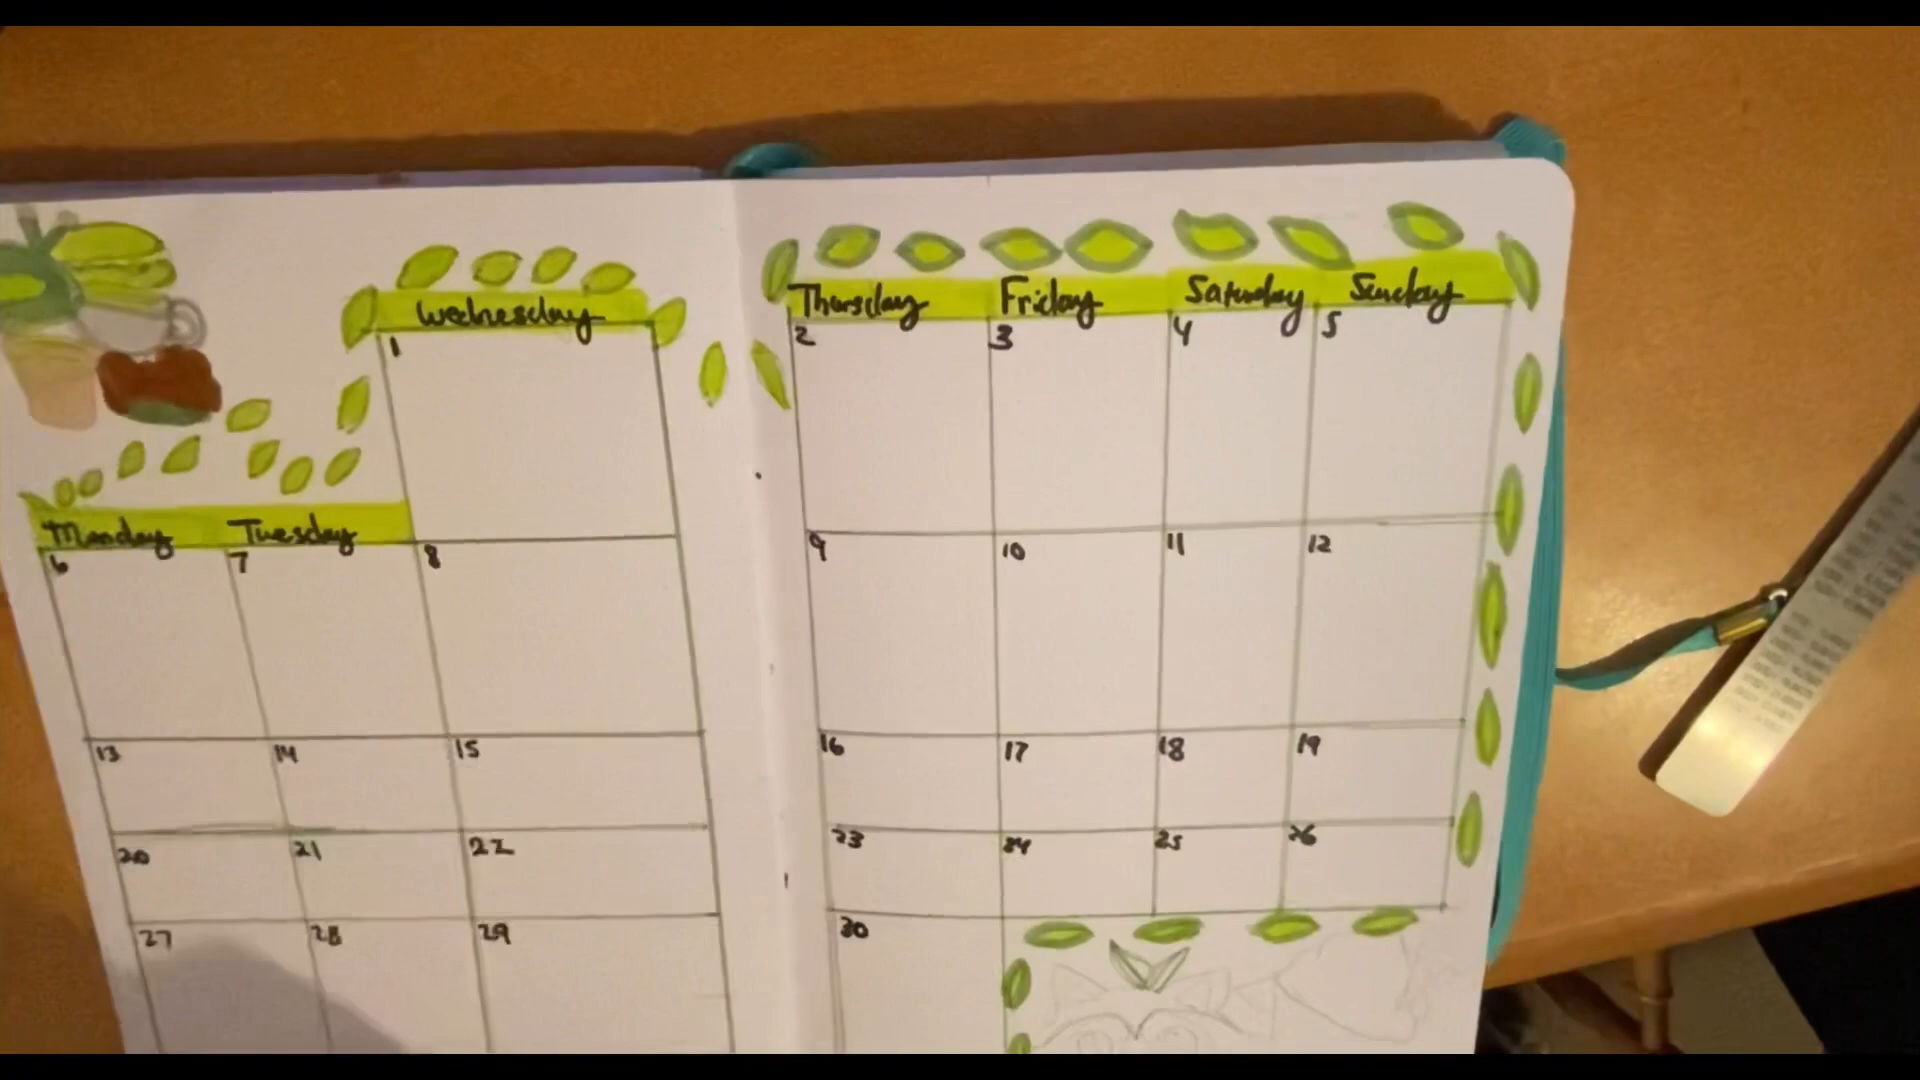 Wednesday Thursday Friday Saturday Sunday
1 2 3 4 5
Monday Tuesday
6 7 8 9 10 11 12
13 14 15 16 17 18 19
20 21 22 23 24 25 26
27 28 29 30